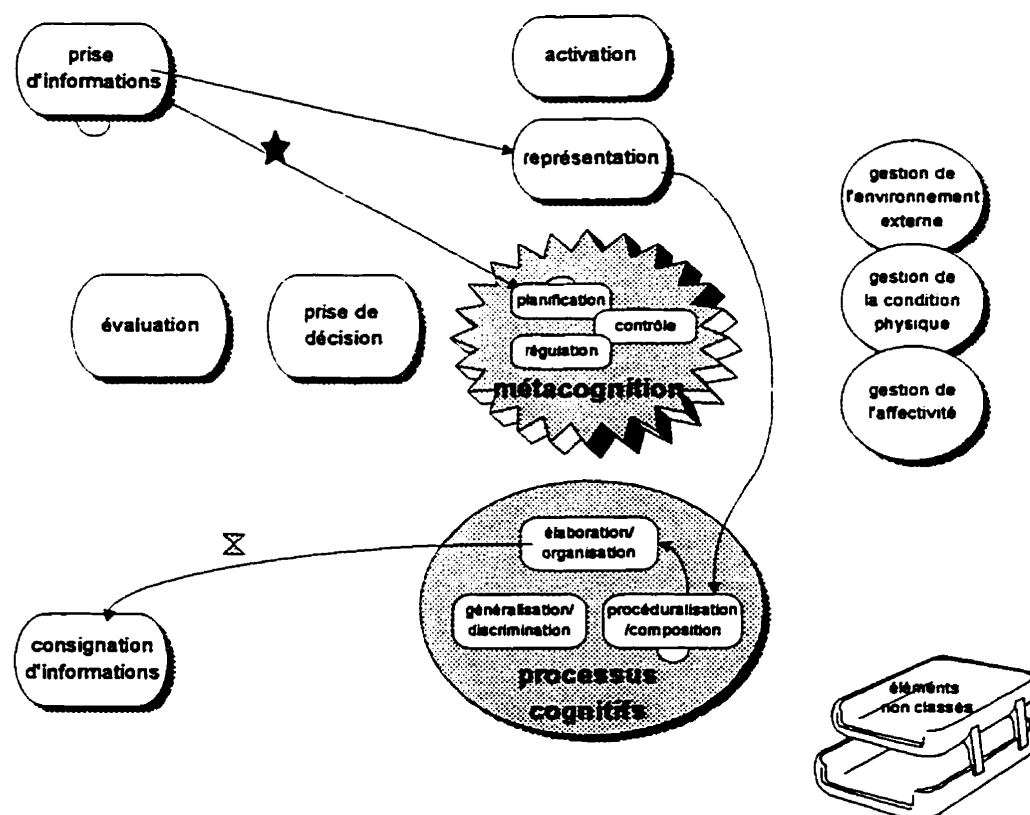 prise
d'informations
activation
représentation
gestion de
l'environnement
externe
gestion de
la condition
physique
gestion de
l'affectivité
évaluation
prise de
décision
planification
contrôle
régulation
métacognition
élaboration/
organisation
généralisation/
discrimination
procéduralisation
/composition
processus
cognitifs
consignation
d'informations
éléments
non classés